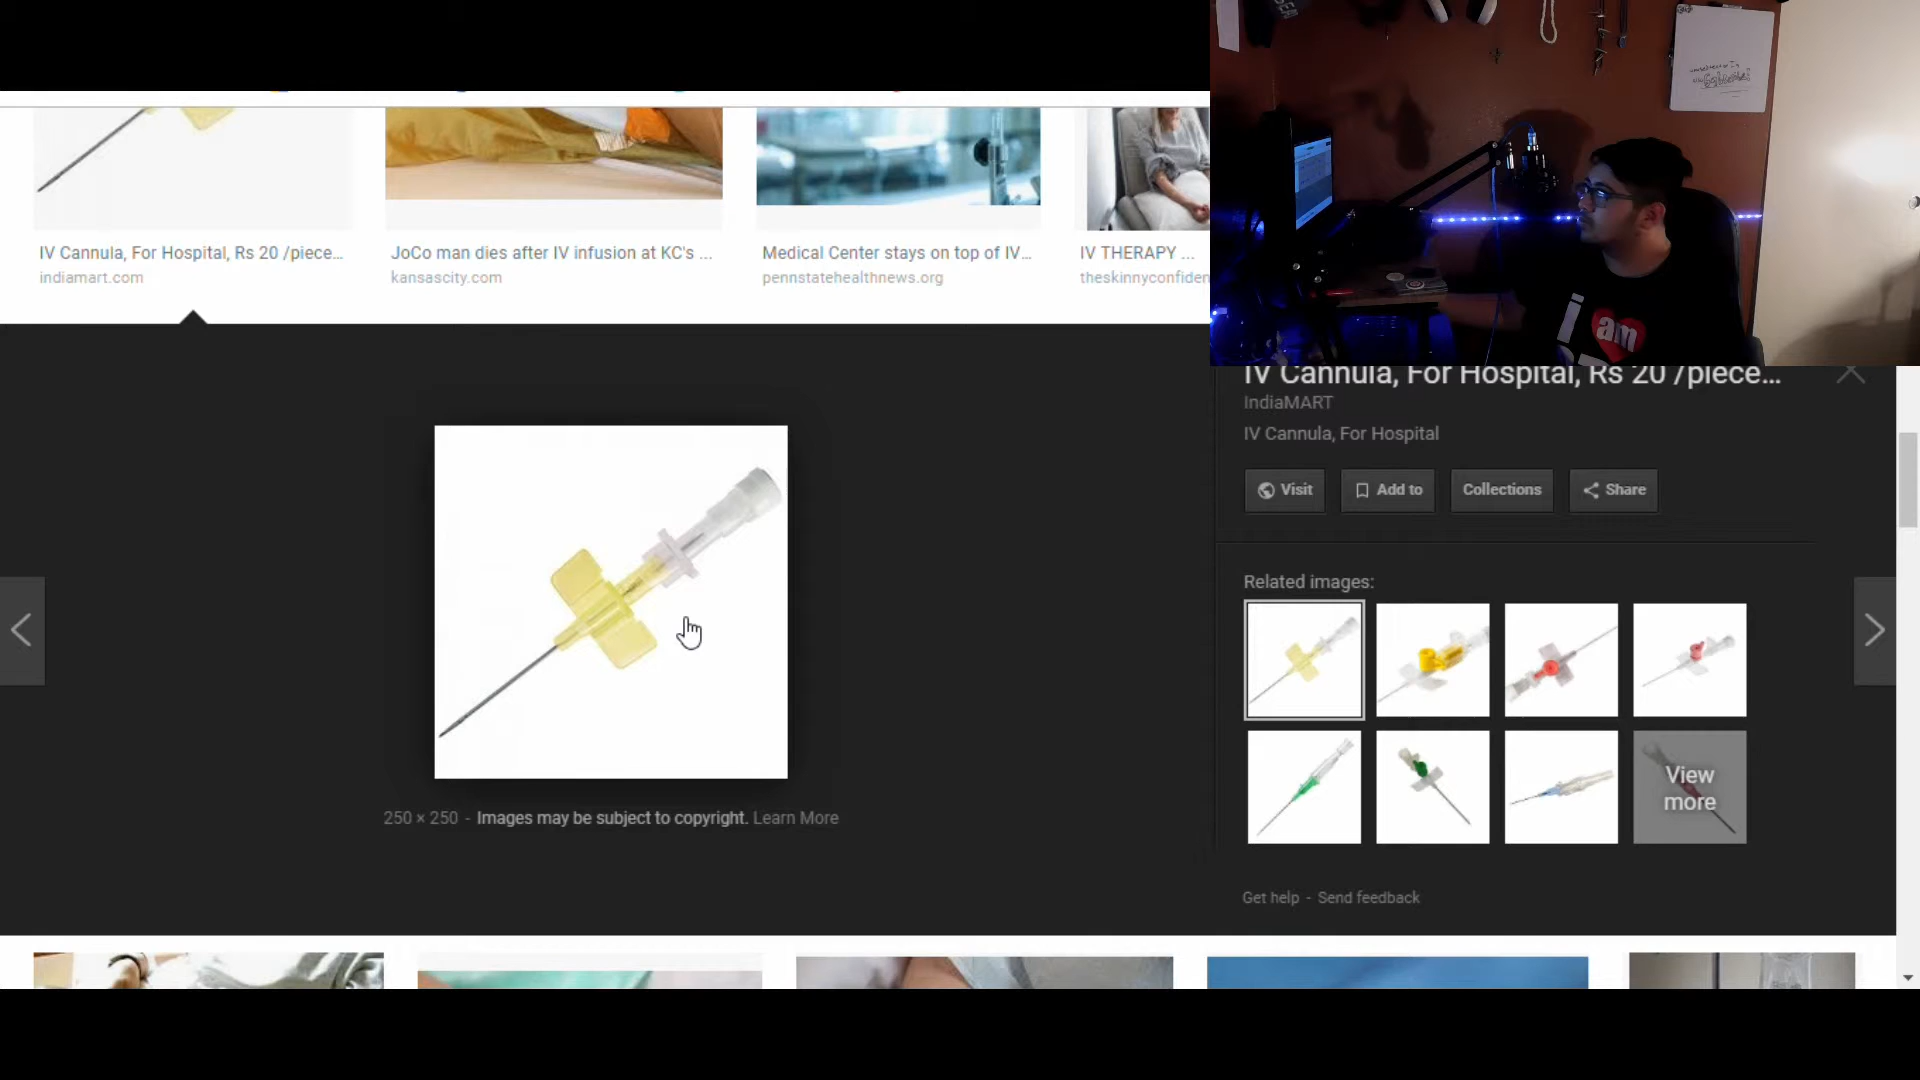 IV Cannula, For Hospital, Rs 20 /piece...
indiamart.com
JoCo man dies after IV infusion at KC's ...
kansascity.com
Medical Center stays on top of IV...
pennstatehealthnews.org
IV THERAPY ...
theskinnyconfiden
i am
IV Cannula, For Hospital, Rs 20 /piece...
IndiaMART
IV Cannula, For Hospital
Visit
Add to
Collections
Share
Related images:
View
more
250 × 250 - Images may be subject to copyright. Learn More
Get help - Send feedback